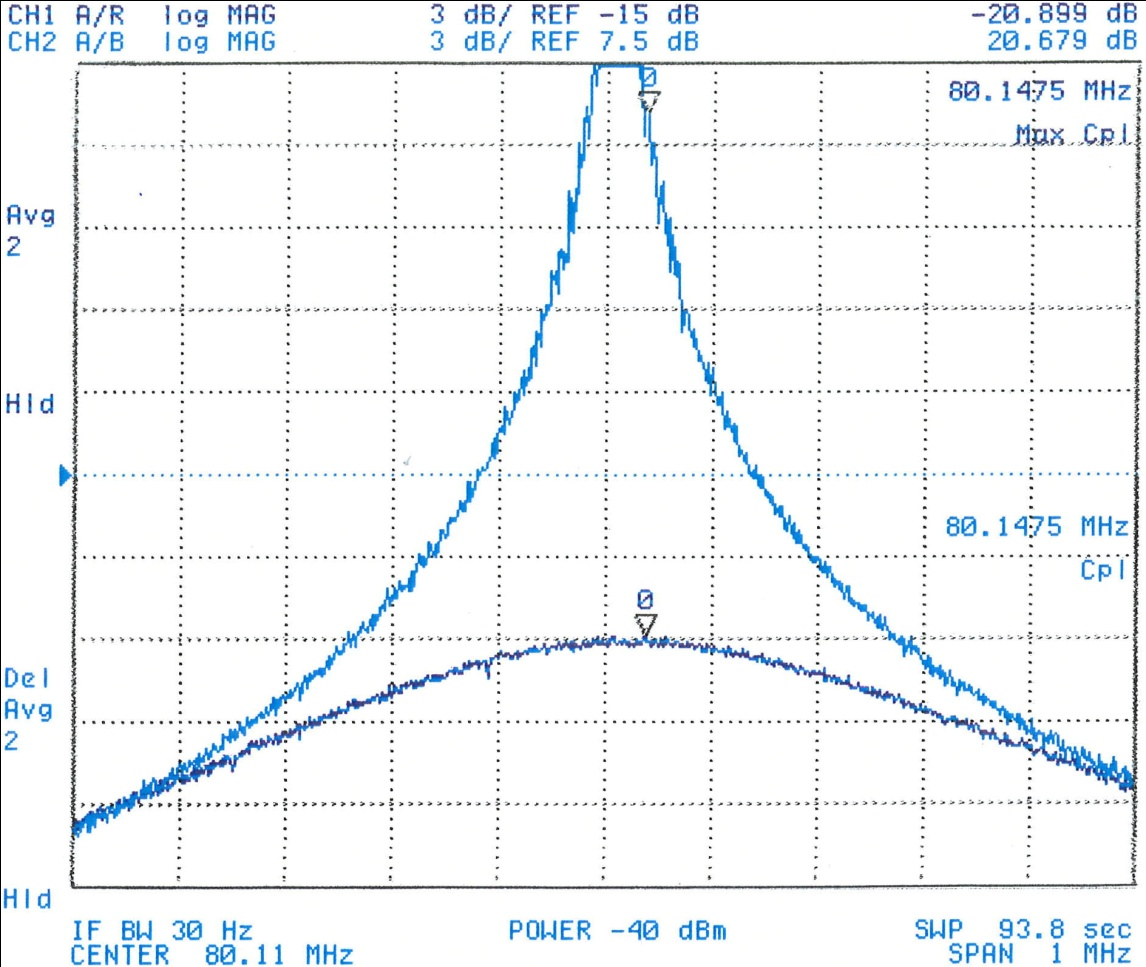 CH1 A/R log MAG 3 dB/ REF -15 dB -20.899 dB
CH2 A/B log MAG 3 dB/ REF 7.5 dB 20.679 dB
0
80.1475 MHz
Mux Cpl
Avg
2
Hld
80.1475 MHz
Cpl
0
Del
Avg
2
Hld
IF BW 30 Hz POWER -40 dBm SWP 93.8 sec
CENTER 80.11 MHz SPAN 1 MHz